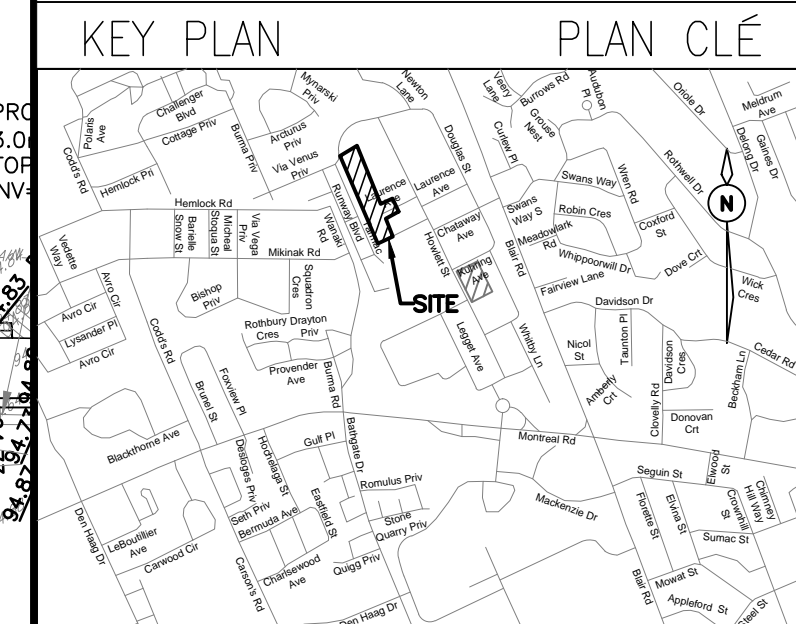 KEY PLAN
PLAN CLÉ
Polaris
Ave
Challenger
Blvd
Cottage Priv
Codd's Rd
Hemlock Pri
Burma Priv
Mynarski
Priv
Arcturus
Priv
Via Venus
Priv
Newton
Lane
Douglas St
Veery
Lane
Burrows Rd
Grouse
Nest
Curlew Pl
Audubon
Priv
Oriole Dr
Meldrum
Ave
Delong Dr
Gaines Dr
Rothwell Dr
N
Hemlock Rd
Barielle
Snow St
Micheal
Stoqua St
Via Vega
Priv
Wanaki
Rd
Runway Blvd
Laurence
Laurence
Ave
Mikinak Rd
Vedette
Way
Avro Cir
Avro Cir
Lysander Pl
Avro Cir
Bishop
Priv
Squadron
Cres
SITE
Howlett St
Chataway
Ave
Kupring
Ave
Legget Ave
Blair Rd
Swans Way
Swans
Way S
Robin Cres
Wren Rd
Meadowlark
Rd
Coxford
St
Whippoorwill Dr
Dove Crt
Fairview Lane
Wick
Cres
Davidson Dr
Whitby Ln
Nicol
St
Taunton Pl
Davidson
Cres
Amberly
Crt
Clovelly Rd
Donovan
Crt
Beckham Ln
Cedar Rd
Codd's Rd
Rothbury
Cres
Drayton
Priv
Provender
Ave
Burma Rd
Brunel St
Foxview Pl
Blackthorne Ave
Desloges Priv
Hochelaga St
Gulf Pl
Bathgate Dr
Montreal Rd
Eastfield St
Romulus Priv
Stone
Quarry Priv
Quigg Priv
Seth Priv
Bermuda Ave
Charlsewood
Ave
Carson's Rd
Den Haag Dr
LeBoutillier
Ave
Carwood Cir
Den Haag Dr
Mackenzie Dr
Seguin St
Elwood
St
Florette St
Elvina St
Crownhill
St
Chimney
Hill Way
Sumac St
Blair Rd
Mowat St
Appleford St
Steel St
94.87
94.77